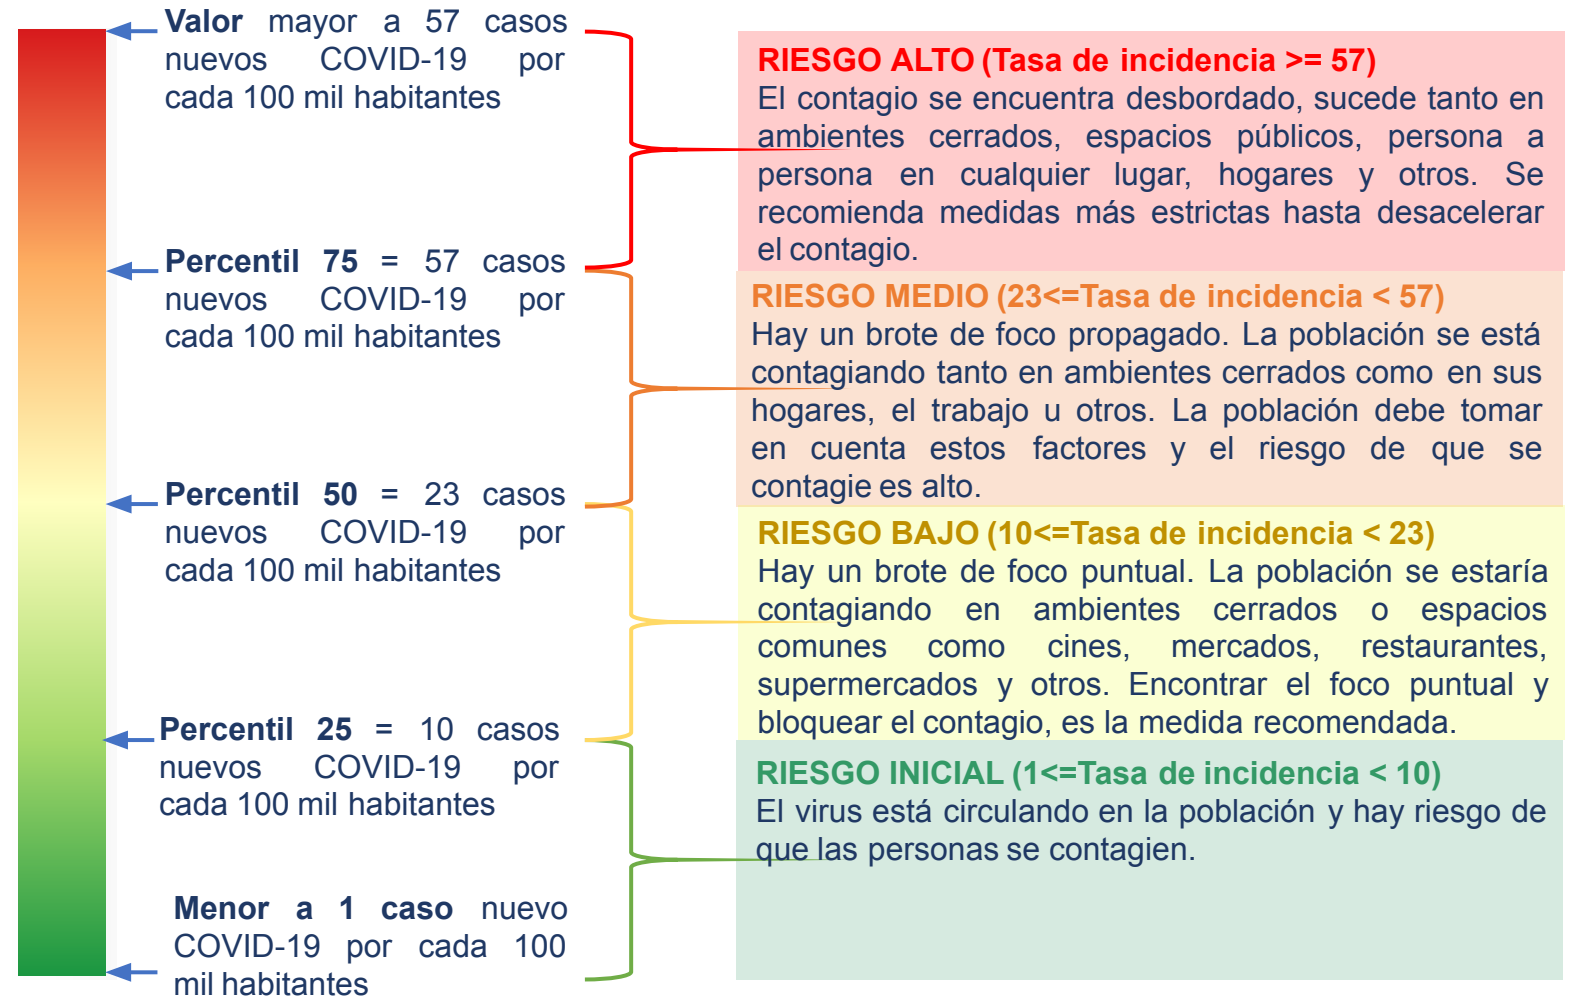 Valor mayor a 57 casos
nuevos COVID-19 por
cada 100 mil habitantes
RIESGO ALTO (Tasa de incidencia >= 57)
El contagio se encuentra desbordado, sucede tanto en
ambientes cerrados, espacios públicos, persona a
persona en cualquier lugar, hogares y otros. Se
recomienda medidas más estrictas hasta desacelerar
el contagio.
Percentil 75 = 57 casos
nuevos COVID-19 por
cada 100 mil habitantes
RIESGO MEDIO (23<=Tasa de incidencia < 57)
Hay un brote de foco propagado. La población se está
contagiando tanto en ambientes cerrados como en sus
hogares, el trabajo u otros. La población debe tomar
en cuenta estos factores y el riesgo de que se
contagie es alto.
Percentil 50 = 23 casos
nuevos COVID-19 por
cada 100 mil habitantes
RIESGO BAJO (10<=Tasa de incidencia < 23)
Hay un brote de foco puntual. La población se estaría
contagiando en ambientes cerrados o espacios
comunes como cines, mercados, restaurantes,
supermercados y otros. Encontrar el foco puntual y
bloquear el contagio, es la medida recomendada.
Percentil 25 = 10 casos
nuevos COVID-19 por
cada 100 mil habitantes
RIESGO INICIAL (1<=Tasa de incidencia < 10)
El virus está circulando en la población y hay riesgo de
que las personas se contagien.
Menor a 1 caso nuevo
COVID-19 por cada 100
mil habitantes